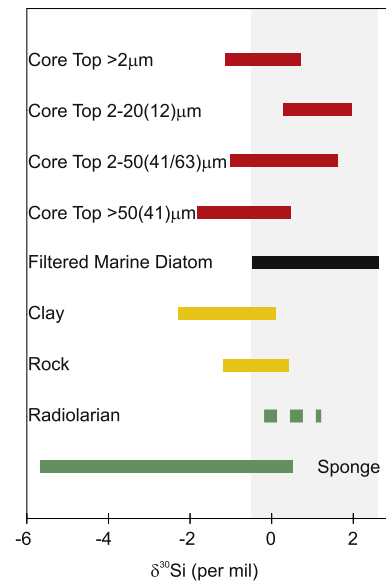 Core Top >2μm
Core Top 2-20(12)μm
Core Top 2-50(41/63)μm
Core Top >50(41)μm
Filtered Marine Diatom
Clay
Rock
Radiolarian
Sponge
-6 -4 -2 0 2
δ³⁰Si (per mil)